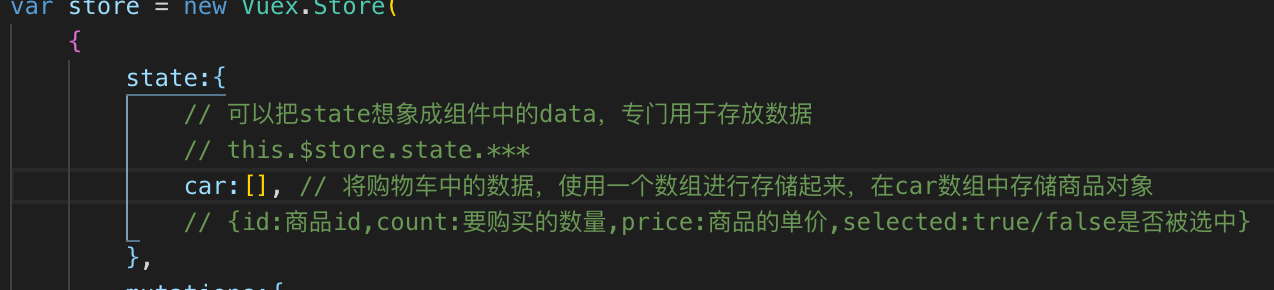 var store = new Vuex.Store(
{
state:{
// 可以把state想象成组件中的data，专门用于存放数据
// this.$store.state.***
car:[], // 将购物车中的数据，使用一个数组进行存储起来，在car数组中存储商品对象
// {id:商品id,count:要购买的数量,price:商品的单价,selected:true/false是否被选中}
},
mutations:{